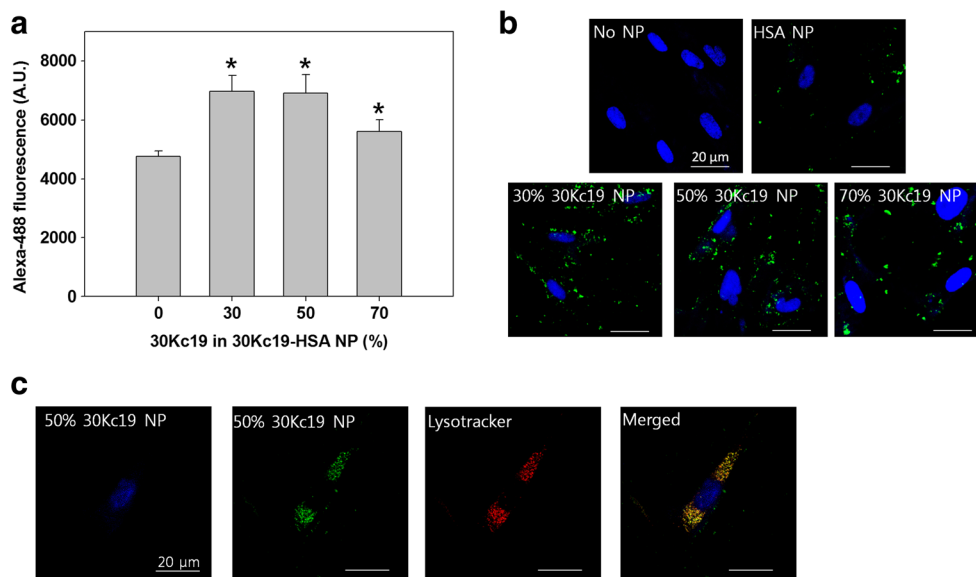 a
Alexa-488 fluorescence (A.U.)
8000
6000
4000
2000
0
*
*
*
0 30 50 70
30Kc19 in 30Kc19-HSA NP (%)
b
No NP
HSA NP
20 μm
30% 30Kc19 NP
50% 30Kc19 NP
70% 30Kc19 NP
c
50% 30Kc19 NP
50% 30Kc19 NP
Lysotracker
Merged
20 μm